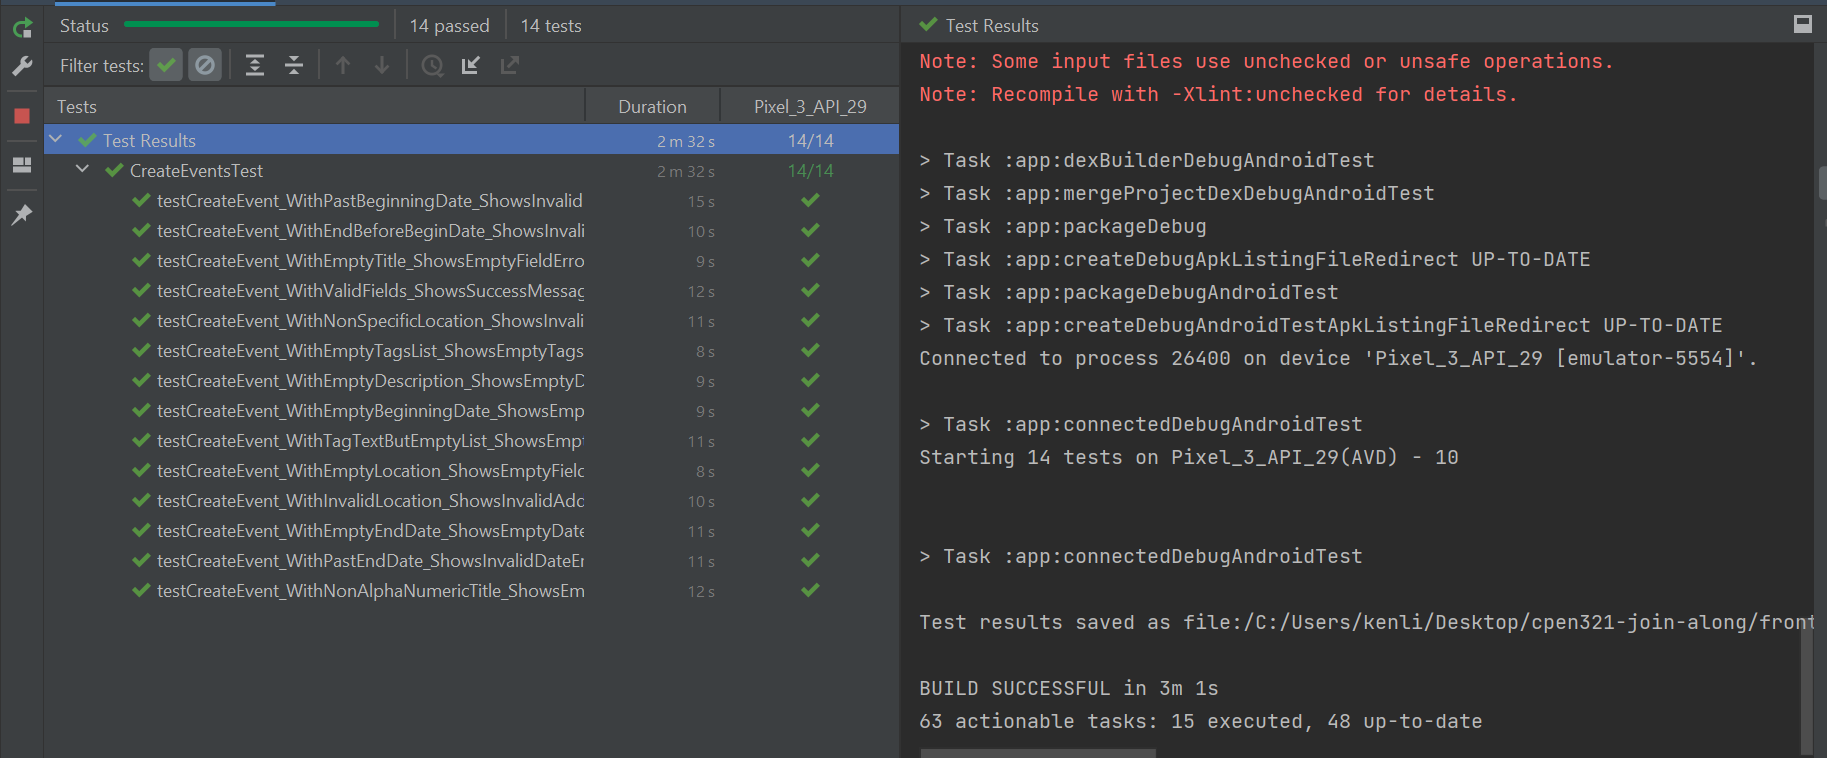 Status 14 passed 14 tests
Filter tests:
Tests Duration Pixel_3_API_29
Test Results 2 m 32 s 14/14
CreateEventsTest 2 m 32 s 14/14
testCreateEvent_WithPastBeginningDate_ShowsInvalid 15 s
testCreateEvent_WithEndBeforeBeginDate_ShowsInvali 10 s
testCreateEvent_WithEmptyTitle_ShowsEmptyFieldErro 9 s
testCreateEvent_WithValidFields_ShowsSuccessMessag 12 s
testCreateEvent_WithNonSpecificLocation_ShowsInvali 11 s
testCreateEvent_WithEmptyTagsList_ShowsEmptyTags 8 s
testCreateEvent_WithEmptyDescription_ShowsEmptyD 9 s
testCreateEvent_WithEmptyBeginningDate_ShowsEmp 9 s
testCreateEvent_WithTagTextButEmptyList_ShowsEmpt 11 s
testCreateEvent_WithEmptyLocation_ShowsEmptyField 8 s
testCreateEvent_WithInvalidLocation_ShowsInvalidAdd 10 s
testCreateEvent_WithEmptyEndDate_ShowsEmptyDate 11 s
testCreateEvent_WithPastEndDate_ShowsInvalidDateEr 11 s
testCreateEvent_WithNonAlphaNumericTitle_ShowsEm 12 s
Test Results
Note: Some input files use unchecked or unsafe operations.
Note: Recompile with -Xlint:unchecked for details.
> Task :app:dexBuilderDebugAndroidTest
> Task :app:mergeProjectDexDebugAndroidTest
> Task :app:packageDebug
> Task :app:createDebugApkListingFileRedirect UP-TO-DATE
> Task :app:packageDebugAndroidTest
> Task :app:createDebugAndroidTestApkListingFileRedirect UP-TO-DATE
Connected to process 26400 on device 'Pixel_3_API_29 [emulator-5554]'.
> Task :app:connectedDebugAndroidTest
Starting 14 tests on Pixel_3_API_29(AVD) - 10
> Task :app:connectedDebugAndroidTest
Test results saved as file:/C:/Users/kenli/Desktop/cpen321-join-along/front
BUILD SUCCESSFUL in 3m 1s
63 actionable tasks: 15 executed, 48 up-to-date